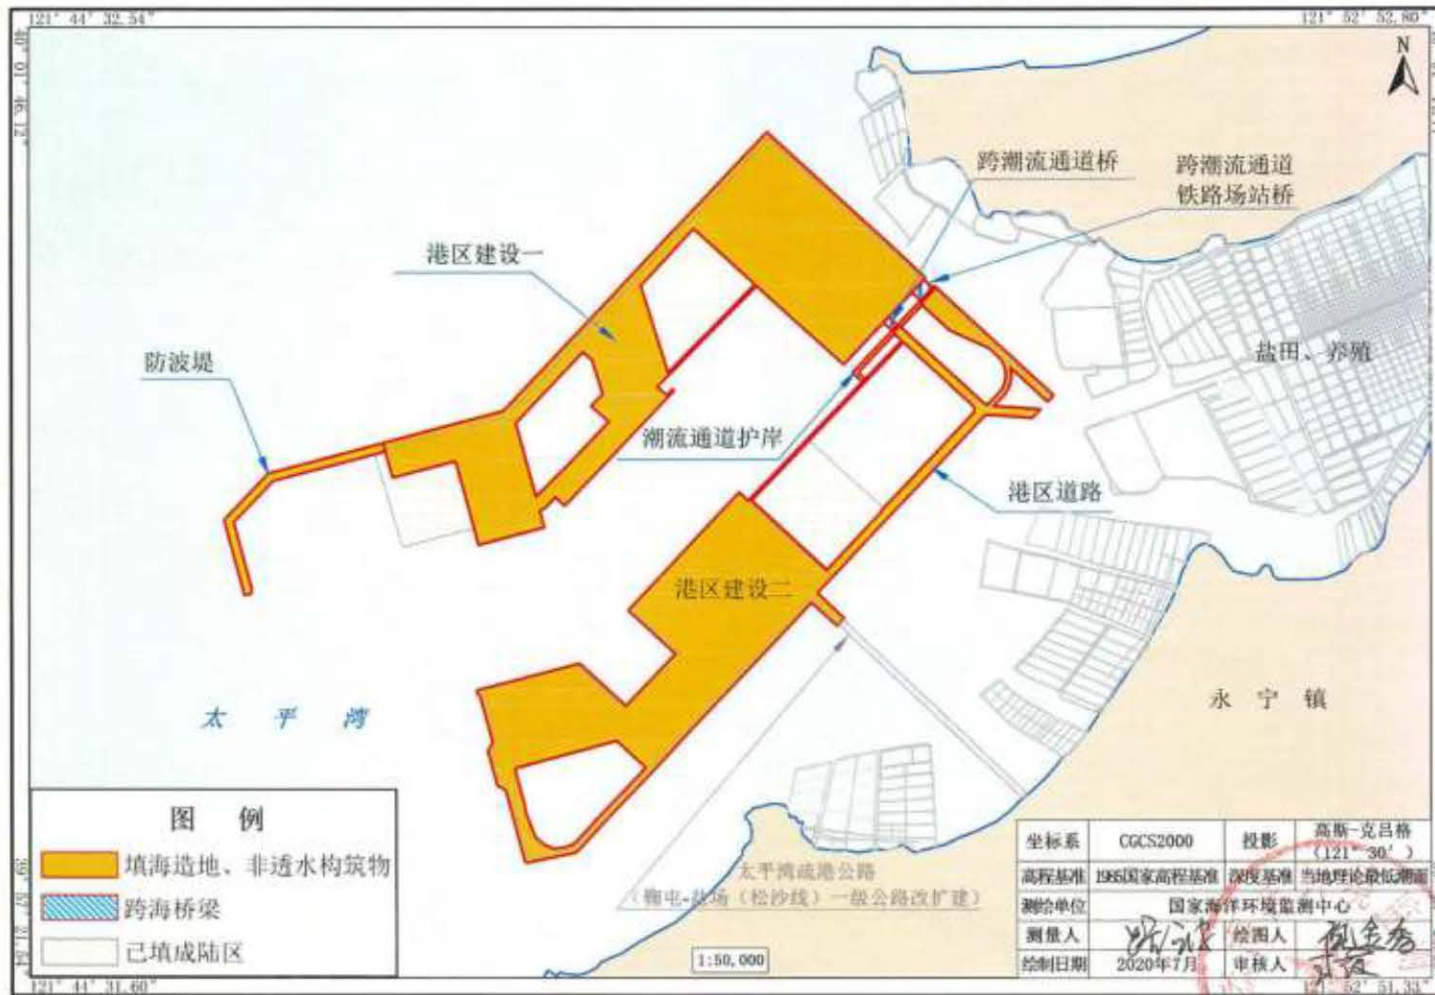 121° 44′ 32.54″
121° 52′ 52.80″
40° 01′ 46.12″
N
跨潮流通道桥
跨潮流通道
铁路场站桥
港区建设一
防波堤
盐田、养殖
潮流通道护岸
港区道路
港区建设二
永宁镇
太平湾
图 例
填海造地、非透水构筑物
跨海桥梁
已填成陆区
太平湾疏港公路
一级公路改扩建）
1:50,000
坐标系 CGCS2000 投影 高斯-克吕格
（121° 30′）
高程基准 1985国家高程基准 深度基准 当地理论最低潮面
测绘单位 国家海洋环境监测中心
测量人 绘图人
绘制日期 2020年7月 审核人
121° 44′ 31.60″
121° 52′ 51.33″